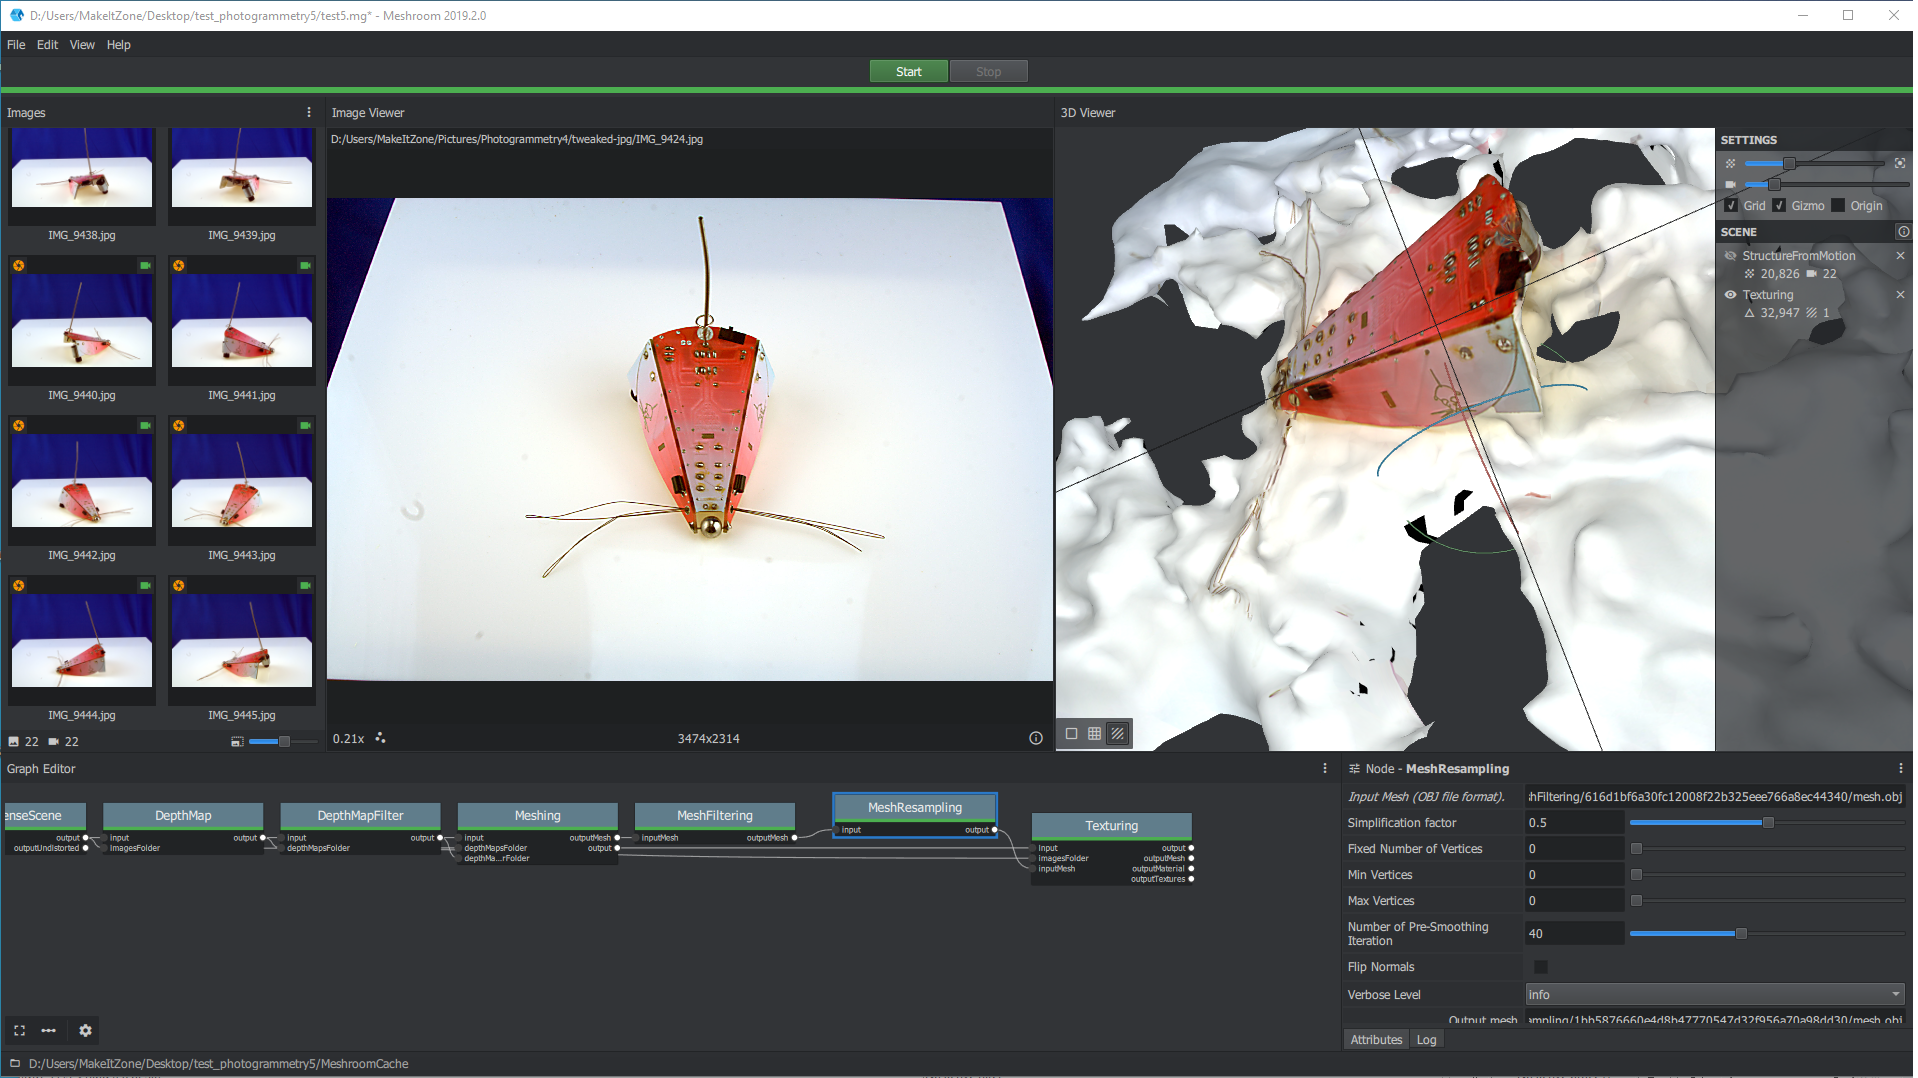 D:/Users/MakeItZone/Desktop/test_photogrammetry5/test5.mg* - Meshroom 2019.2.0
File Edit View Help
Start Stop
Images
IMG_9438.jpg IMG_9439.jpg
IMG_9440.jpg IMG_9441.jpg
IMG_9442.jpg IMG_9443.jpg
IMG_9444.jpg IMG_9445.jpg
22 22
Image Viewer
D:/Users/MakeItZone/Pictures/Photogrammetry4/tweaked-jpg/IMG_9424.jpg
0.21x 3474x2314
3D Viewer
SETTINGS
Grid Gizmo Origin
SCENE
StructureFromMotion
20,826 22
Texturing
32,947 1
Graph Editor
enseScene
output
outputUndistorted
DepthMap
input output
imagesFolder
DepthMapFilter
input output
depthMapsFolder
Meshing
input outputMesh
depthMapsFolder output
depthMa...rFolder
MeshFiltering
inputMesh outputMesh
MeshResampling
input output
Texturing
input output
imagesFolder outputMesh
inputMesh outputMaterial
outputTextures
Node - MeshResampling
Input Mesh (OBJ file format). hFiltering/616d1bf6a30fc12008f22b325eee766a8ec44340/mesh.obj
Simplification factor 0.5
Fixed Number of Vertices 0
Min Vertices 0
Max Vertices 0
Number of Pre-Smoothing
Iteration 40
Flip Normals
Verbose Level info
Output mesh ampling/1bb5876660e4d8b47770547d32f956a70a98dd30/mesh.obj
Attributes Log
D:/Users/MakeItZone/Desktop/test_photogrammetry5/MeshroomCache